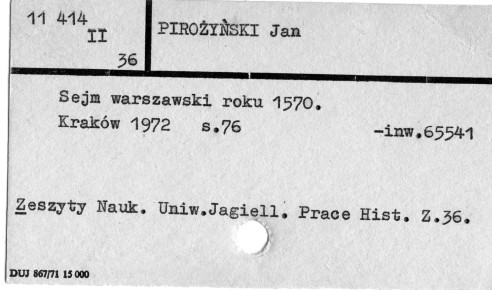 11 414
II
36
PIROŻYŃSKI Jan
Sejm warszawski roku 1570.
Kraków 1972 s.76 -inw.65541
Zeszyty Nauk. Uniw.Jagiell. Prace Hist. Z.36.
DUJ 867/71 15 000